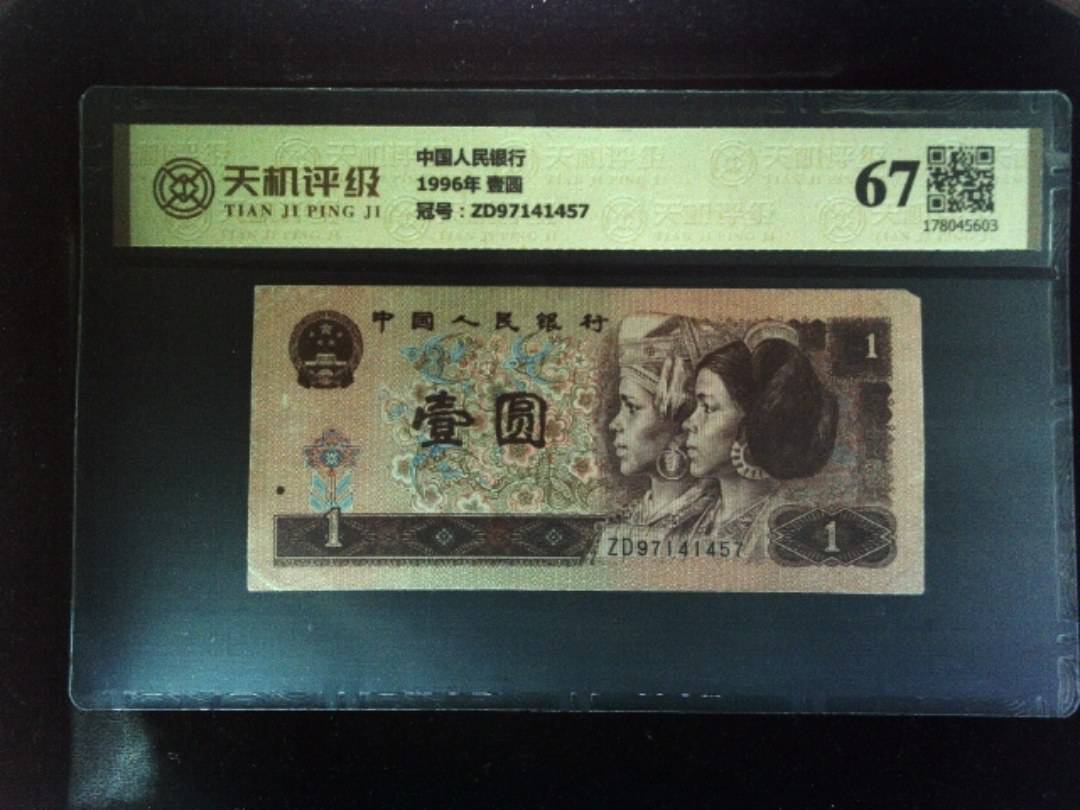 天机评级
TIAN JI PING JI
中国人民银行
1996年 壹圆
冠号：ZD97141457
67
178045603
中国人民银行
1
壹圆
1
ZD97141457
1